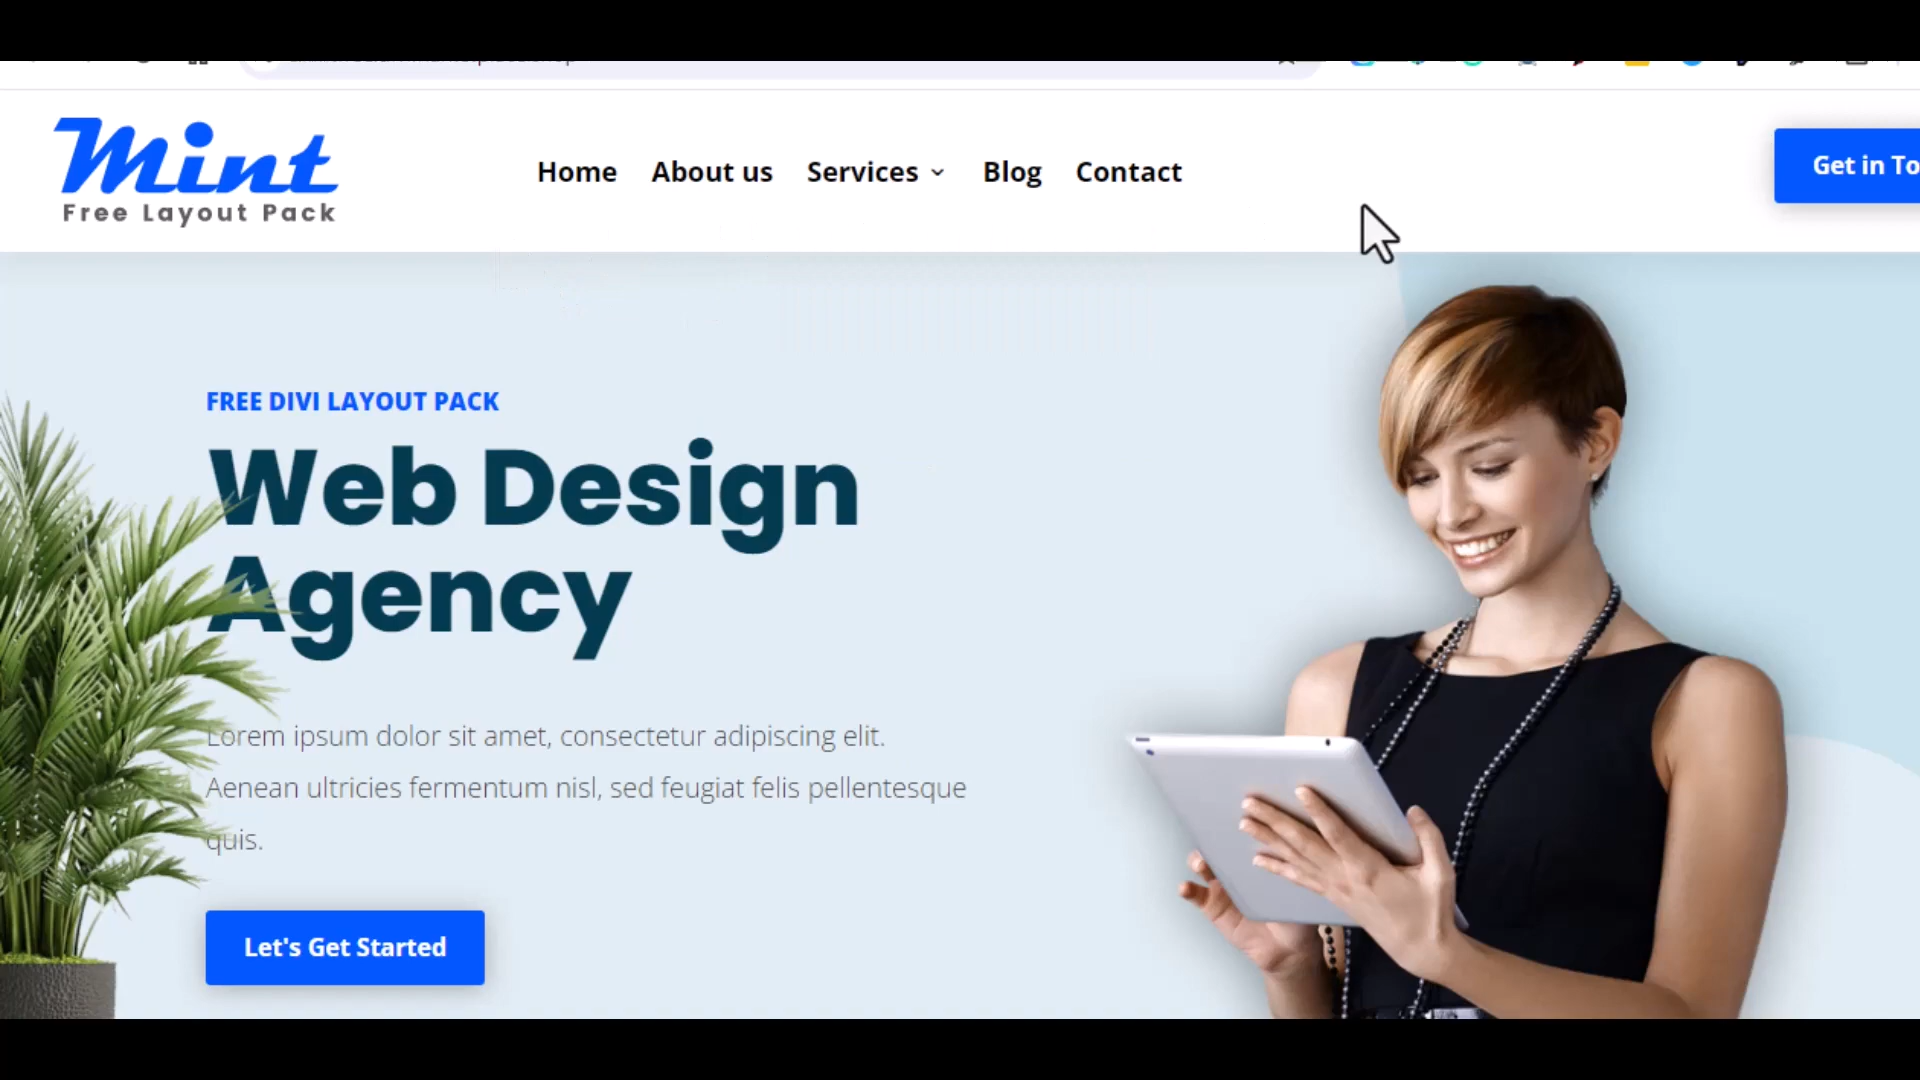 Mint
Free Layout Pack
Home About us Services Blog Contact
Get in To
FREE DIVI LAYOUT PACK
Web Design
Agency
Lorem ipsum dolor sit amet, consectetur adipiscing elit.
Aenean ultricies fermentum nisl, sed feugiat felis pellentesque
quis.
Let's Get Started